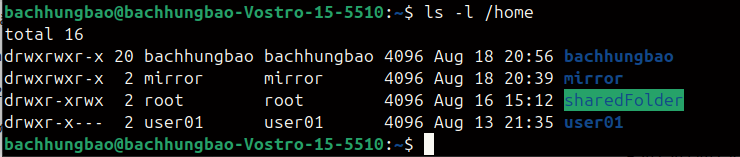 bachhungbao@bachhungbao-Vostro-15-5510:~$ ls -l /home
total 16
drwxrwxr-x 20 bachhungbao bachhungbao 4096 Aug 18 20:56 bachhungbao
drwxrwxr-x  2 mirror      mirror      4096 Aug 18 20:39 mirror
drwxr-xrwx  2 root        root        4096 Aug 16 15:12 sharedFolder
drwxr-x---  2 user01      user01      4096 Aug 13 21:35 user01
bachhungbao@bachhungbao-Vostro-15-5510:~$